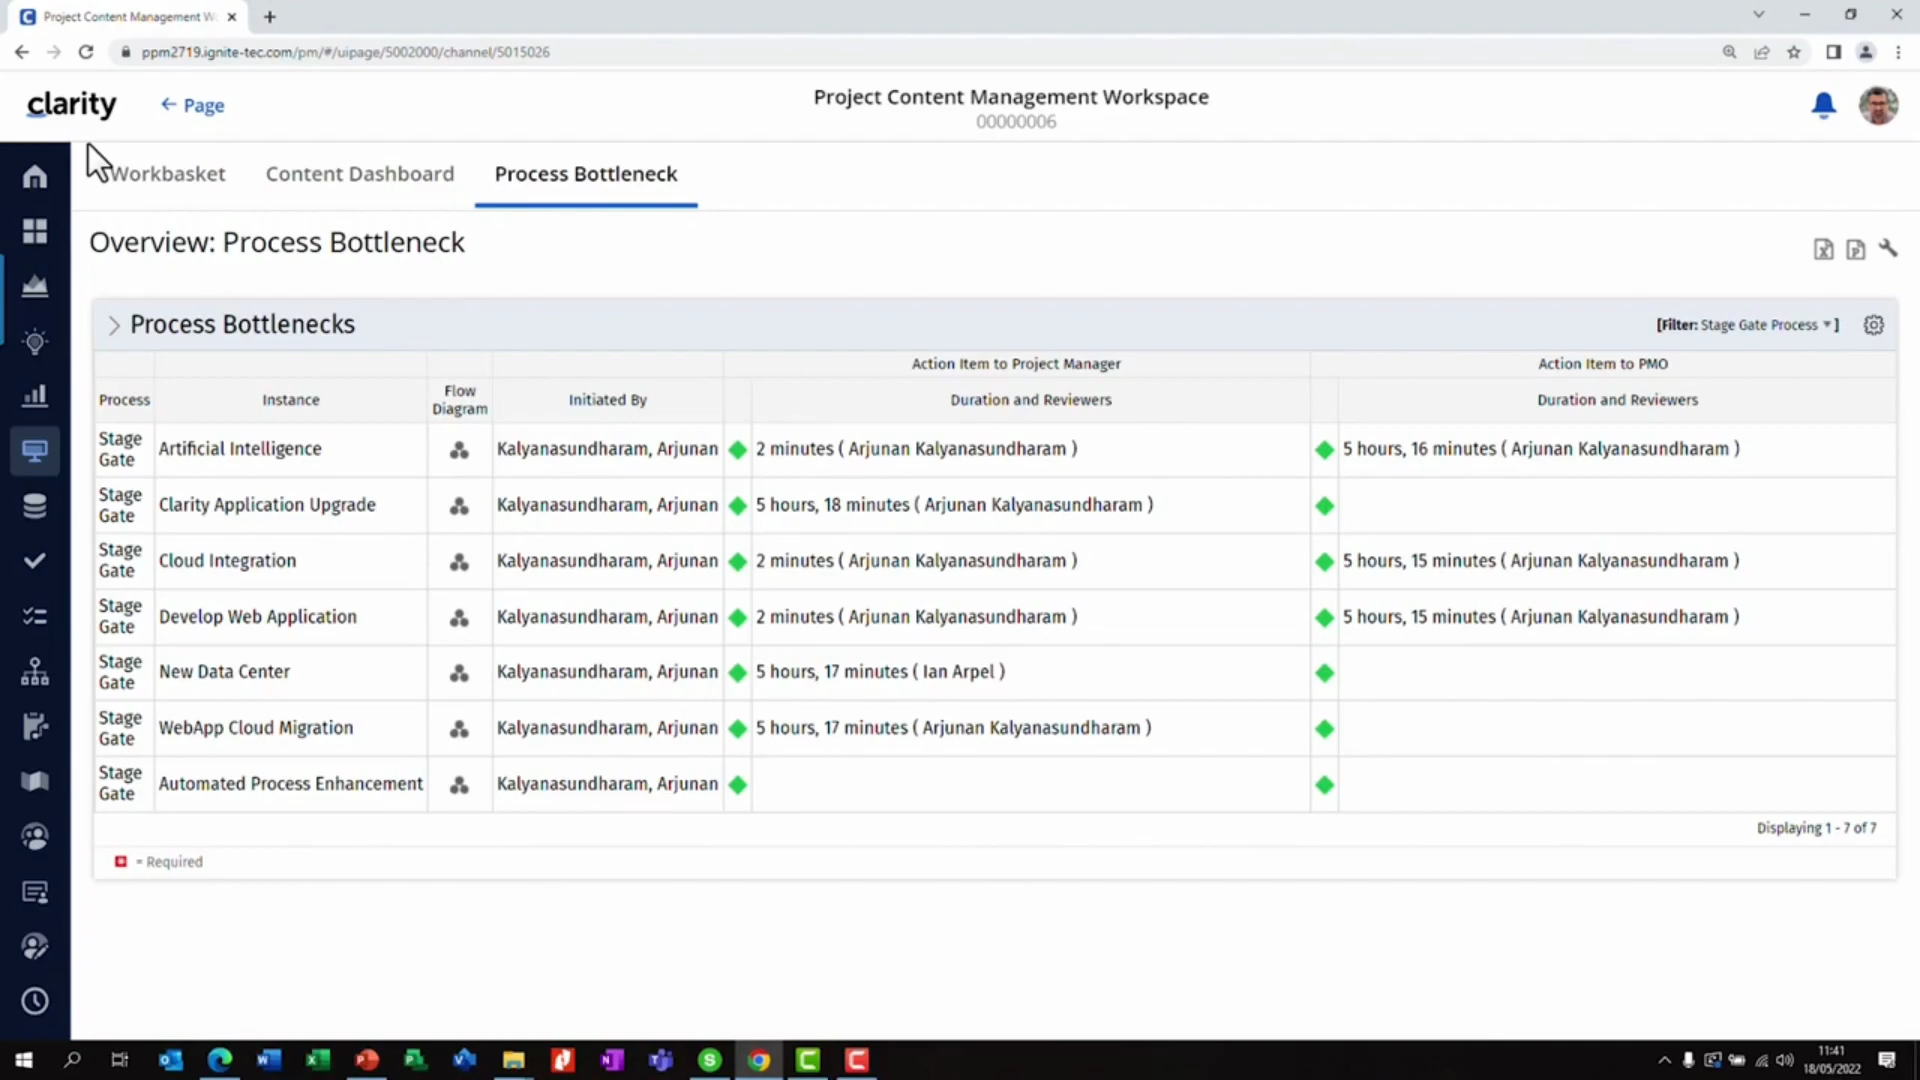 Project Content Management W
ppm2719.ignite-tec.com/pm/#/uipage/5002000/channel/5015026
clarity
← Page
Project Content Management Workspace
00000006
Workbasket
Content Dashboard
Process Bottleneck
Overview: Process Bottleneck
Process Bottlenecks
[Filter: Stage Gate Process ▾ ]
Action Item to Project Manager
Action Item to PMO
Process
Instance
Flow
Diagram
Initiated By
Duration and Reviewers
Duration and Reviewers
Stage
Gate
Artificial Intelligence
Kalyanasundharam, Arjunan
2 minutes ( Arjunan Kalyanasundharam )
5 hours, 16 minutes ( Arjunan Kalyanasundharam )
Stage
Gate
Clarity Application Upgrade
Kalyanasundharam, Arjunan
5 hours, 18 minutes ( Arjunan Kalyanasundharam )
Stage
Gate
Cloud Integration
Kalyanasundharam, Arjunan
2 minutes ( Arjunan Kalyanasundharam )
5 hours, 15 minutes ( Arjunan Kalyanasundharam )
Stage
Gate
Develop Web Application
Kalyanasundharam, Arjunan
2 minutes ( Arjunan Kalyanasundharam )
5 hours, 15 minutes ( Arjunan Kalyanasundharam )
Stage
Gate
New Data Center
Kalyanasundharam, Arjunan
5 hours, 17 minutes ( Ian Arpel )
Stage
Gate
WebApp Cloud Migration
Kalyanasundharam, Arjunan
5 hours, 17 minutes ( Arjunan Kalyanasundharam )
Stage
Gate
Automated Process Enhancement
Kalyanasundharam, Arjunan
Displaying 1 - 7 of 7
= Required
11:41
18/05/2022